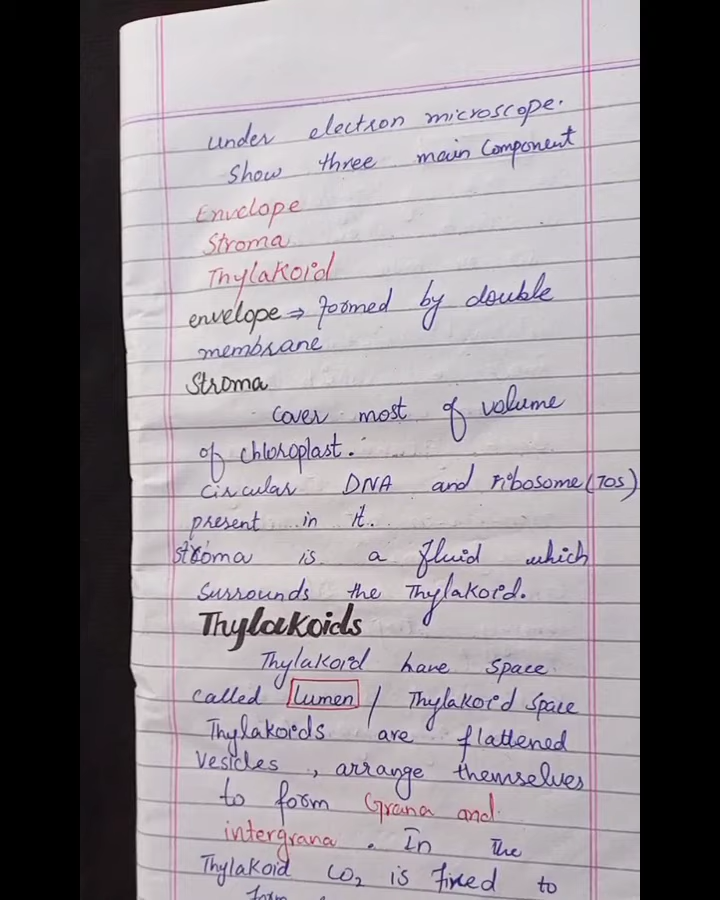 under electron microscope.
Show three main Component
Envelope
Stroma
Thylakoid
envelope ⇒ formed by double
membrane
Stroma
cover most of volume
of chloroplast.
circular DNA and ribosome (70s)
present in it.
stroma is a fluid which
surrounds the Thylakoid.
Thylakoids
Thylakoid have space
called Lumen / Thylakoid Space
Thylakoids are flattened
vesicles , arrange themselves
to form Grana and
intergrana . In the
Thylakoid CO₂ is fixed to